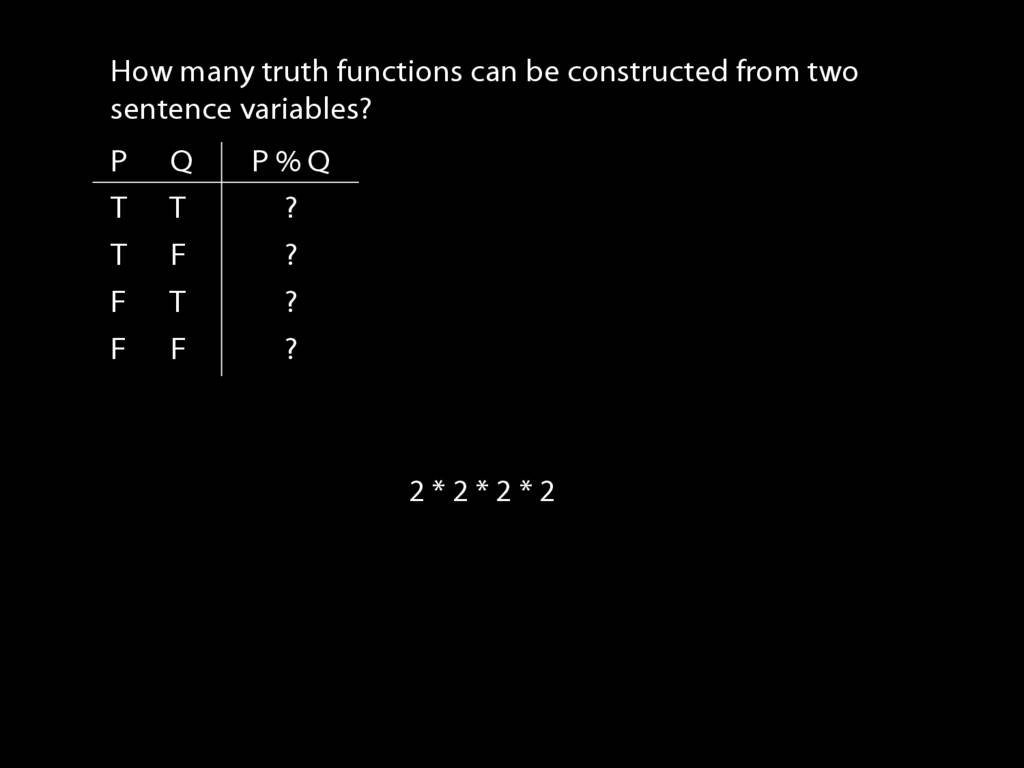 How many truth functions can be constructed from two
sentence variables?
P Q P % Q
T T ?
T F ?
F T ?
F F ?
2 * 2 * 2 * 2